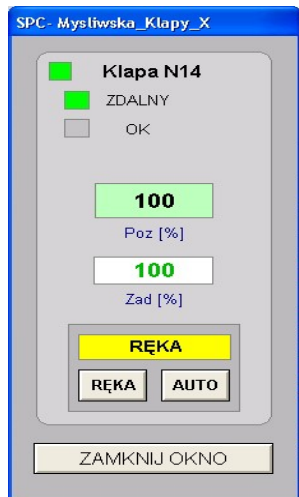 SPC- Mysliwska_Klapy_X
Klapa N14
ZDALNY
OK
100
Poz [%]
100
Zad [%]
RĘKA
RĘKA AUTO
ZAMKNIJ OKNO